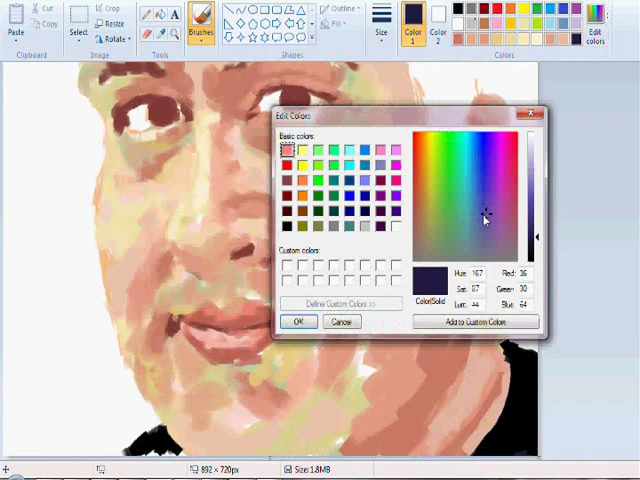 Paste
Cut
Copy
Clipboard
Select
Crop
Resize
Rotate
Image
A
Tools
Brushes
Outline
Fill
Shapes
Size
Color 1
Color 2
Edit colors
Colors
Edit Colors
Basic colors:
Custom colors:
Define Custom Colors >>
OK
Cancel
Color|Solid
Hue: 167
Sat: 37
Lum: 44
Red: 36
Green: 30
Blue: 64
Add to Custom Colors
892 × 720px
Size: 1.8MB